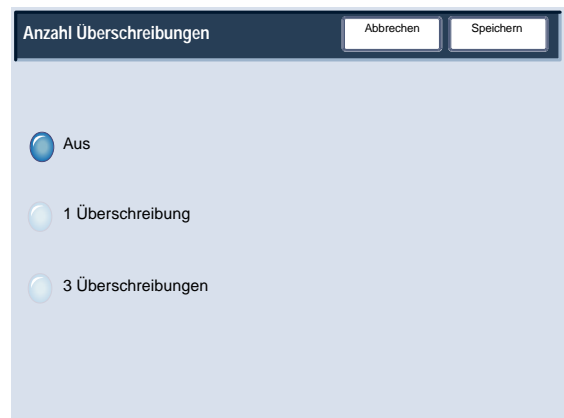 Anzahl Überschreibungen Abbrechen Speichern
Aus
1 Überschreibung
3 Überschreibungen